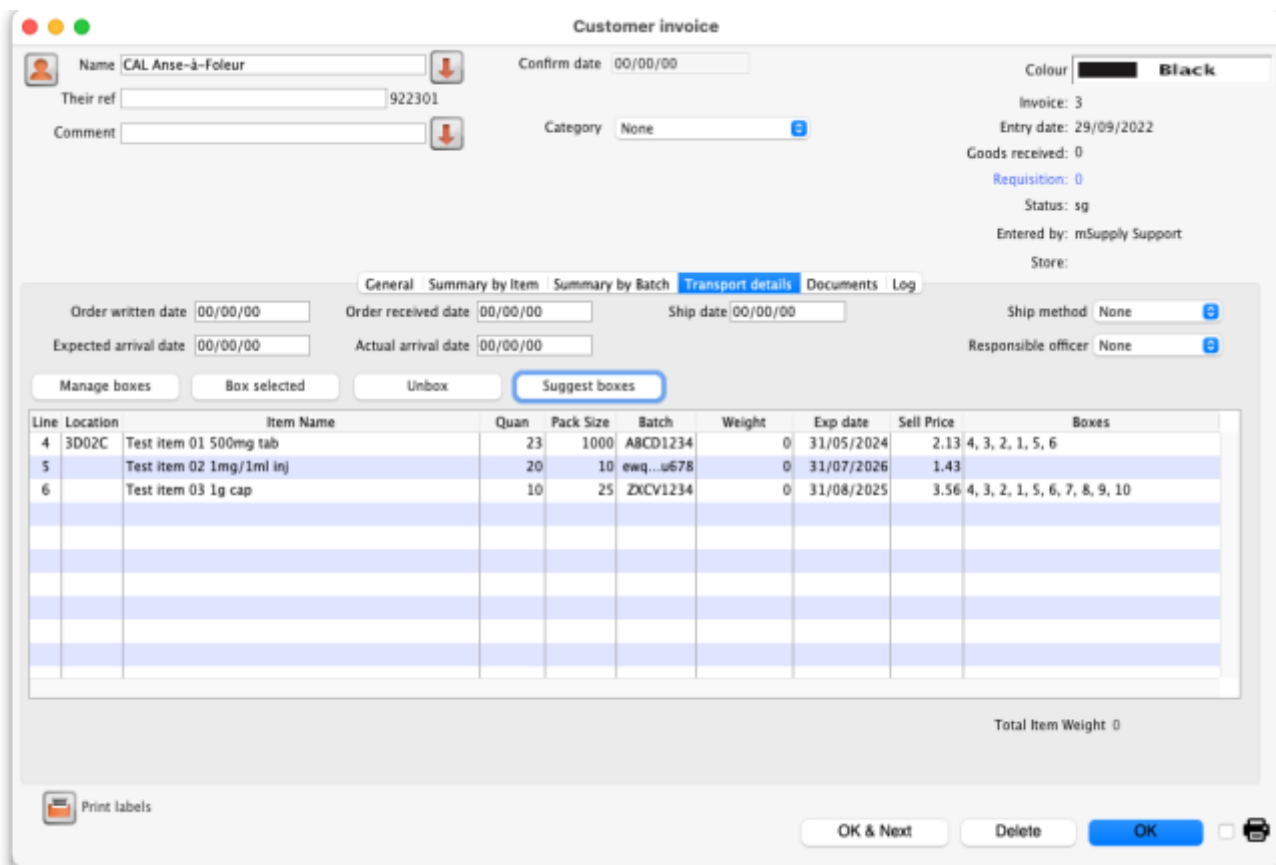 Customer invoice
Name CAL Anse-à-Foleur
Confirm date 00/00/00
Colour Black
Their ref 922301
Invoice: 3
Comment
Category None
Entry date: 29/09/2022
Goods received: 0
Requisition: 0
Status: sg
Entered by: mSupply Support
Store:
General Summary by Item Summary by Batch Transport details Documents Log
Order written date 00/00/00 Order received date 00/00/00 Ship date 00/00/00 Ship method None
Expected arrival date 00/00/00 Actual arrival date 00/00/00 Responsible officer None
Manage boxes Box selected Unbox Suggest boxes
Line Location Item Name Quan Pack Size Batch Weight Exp date Sell Price Boxes
4 3D02C Test item 01 500mg tab 23 1000 ABCD1234 0 31/05/2024 2.13 4, 3, 2, 1, 5, 6
5 Test item 02 1mg/1ml inj 20 10 ewq...u678 0 31/07/2026 1.43
6 Test item 03 1g cap 10 25 ZXCV1234 0 31/08/2025 3.56 4, 3, 2, 1, 5, 6, 7, 8, 9, 10
Total Item Weight 0
Print labels
OK & Next Delete OK